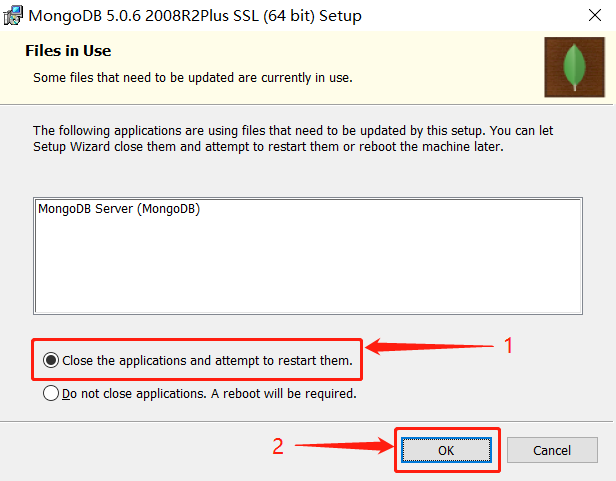 MongoDB 5.0.6 2008R2Plus SSL (64 bit) Setup
Files in Use
Some files that need to be updated are currently in use.
The following applications are using files that need to be updated by this setup. You can let
Setup Wizard close them and attempt to restart them or reboot the machine later.
MongoDB Server (MongoDB)
1
Close the applications and attempt to restart them.
Do not close applications. A reboot will be required.
2
OK
Cancel